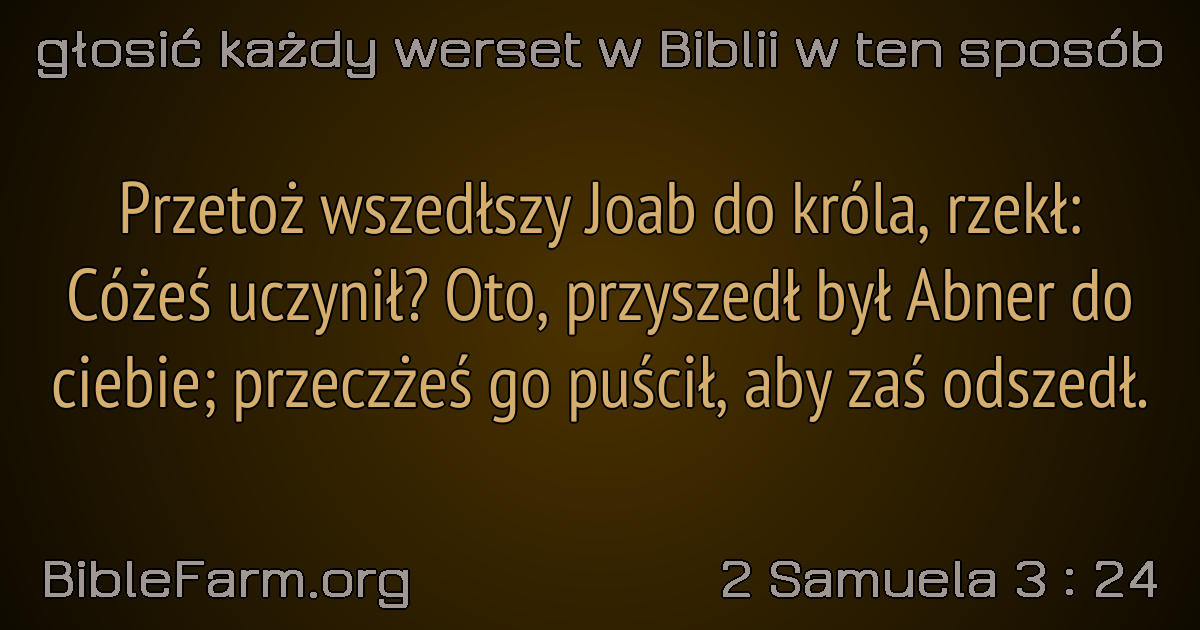 głosić każdy werset w Biblii w ten sposób
Przetoż wszedłszy Joab do króla, rzekł:
Cóżeś uczynił? Oto, przyszedł był Abner do
ciebie; przeczżeś go puścił, aby zaś odszedł.
BibleFarm.org
2 Samuela 3 : 24